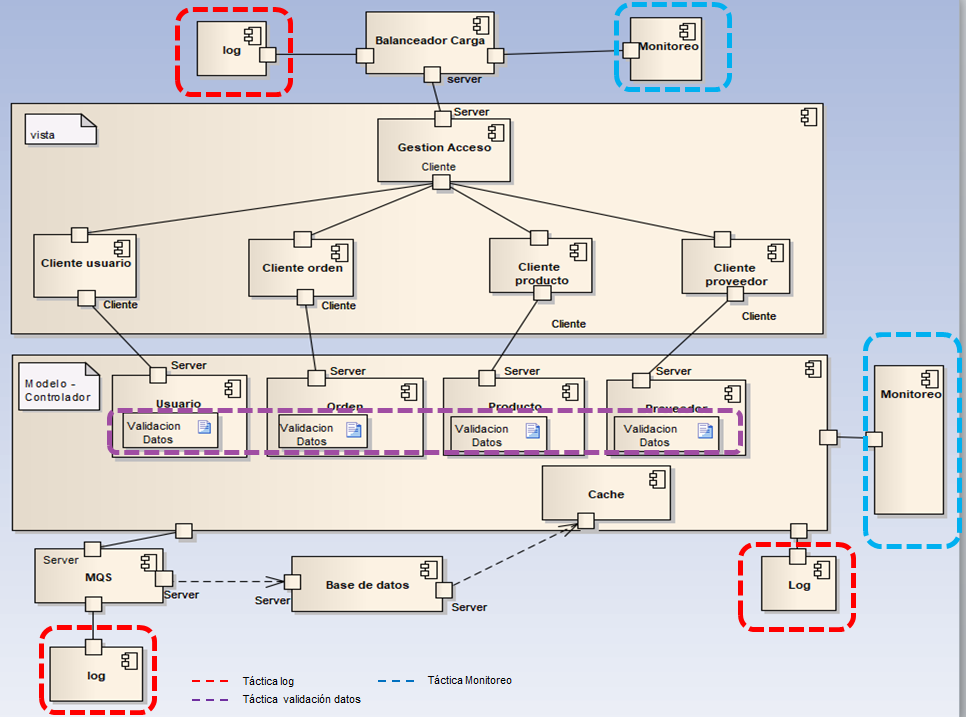 log
Balanceador Carga
Monitoreo
server
Server
vista
Gestion Acceso
Cliente
Cliente usuario
Cliente orden
Cliente
producto
Cliente
proveedor
Cliente
Cliente
Cliente
Cliente
Server
Server
Server
Server
Modelo -
Controlador
Usuario
Orden
Producto
Proveedor
Monitoreo
Validacion
Datos
Validacion
Datos
Validacion
Datos
Validacion
Datos
Cache
Server
MQS
Server
Base de datos
Server
Server
Log
log
Táctica log
Táctica Monitoreo
Táctica validación datos